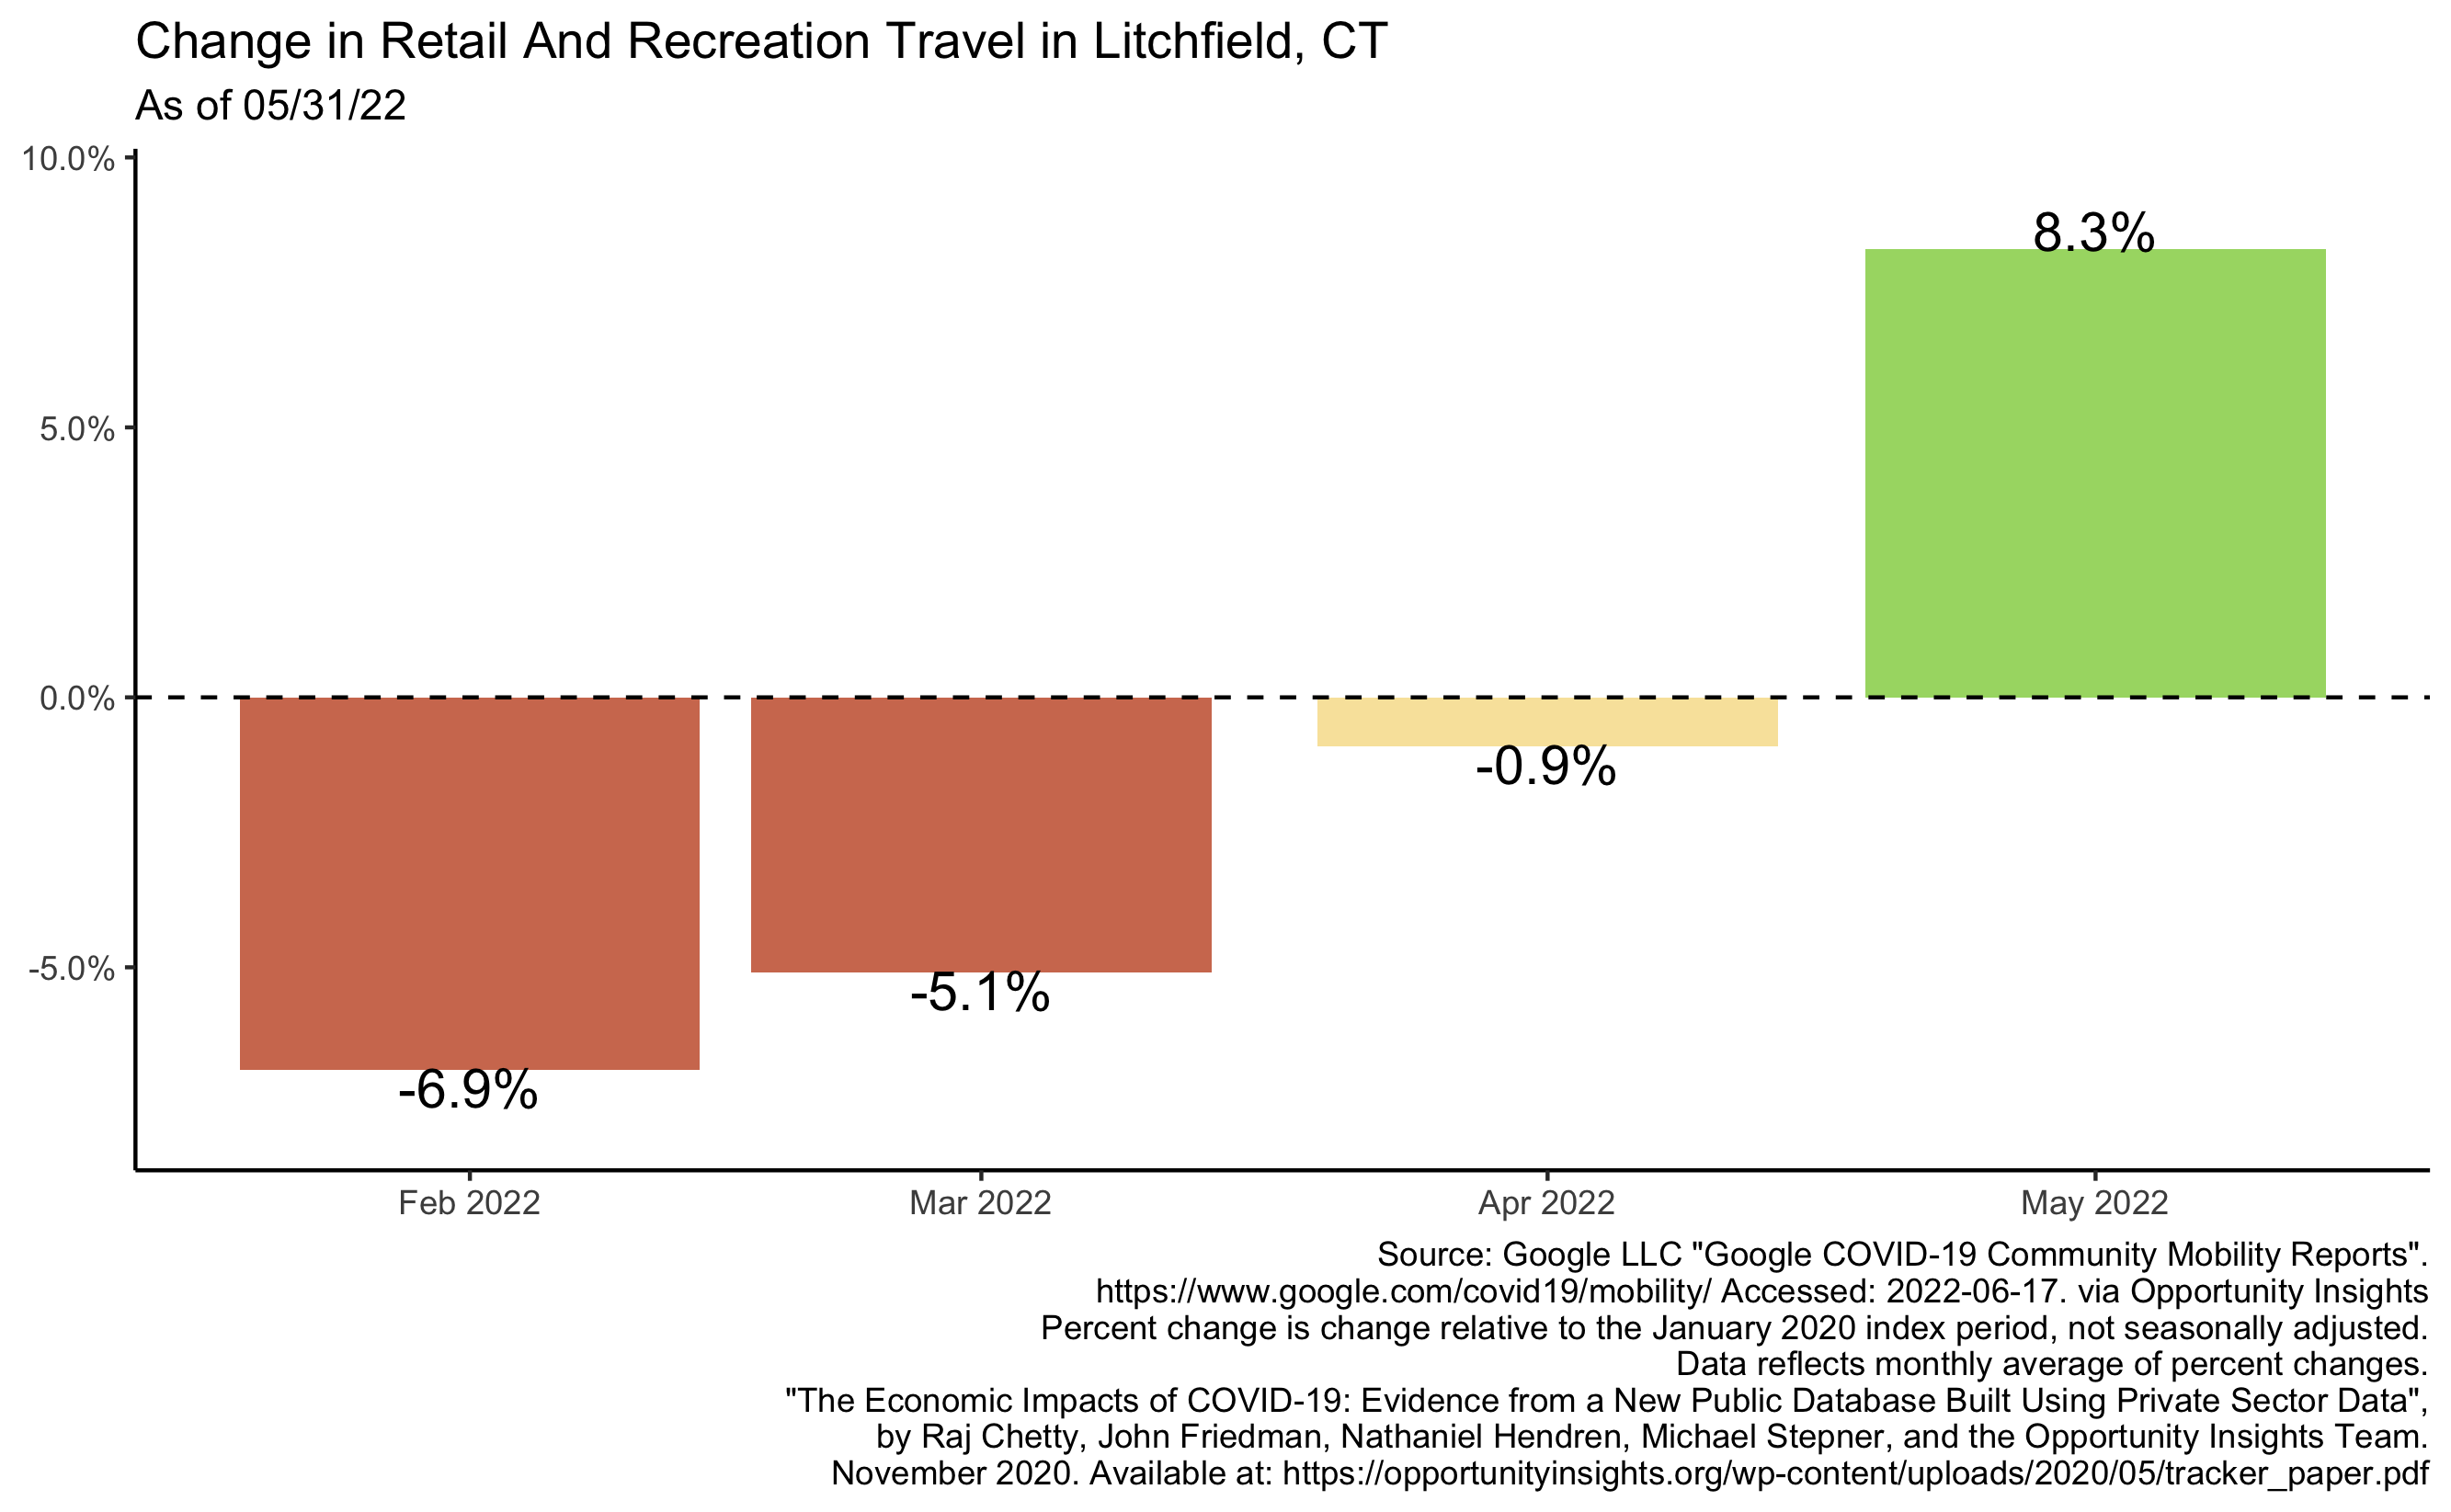 Change in Retail And Recreation Travel in Litchfield, CT
As of 05/31/22
10.0%
5.0%
0.0%
-5.0%
8.3%
-0.9%
-5.1%
-6.9%
Feb 2022
Mar 2022
Apr 2022
May 2022
Source: Google LLC "Google COVID-19 Community Mobility Reports".
https://www.google.com/covid19/mobility/ Accessed: 2022-06-17. via Opportunity Insights
Percent change is change relative to the January 2020 index period, not seasonally adjusted.
Data reflects monthly average of percent changes.
"The Economic Impacts of COVID-19: Evidence from a New Public Database Built Using Private Sector Data",
by Raj Chetty, John Friedman, Nathaniel Hendren, Michael Stepner, and the Opportunity Insights Team.
November 2020. Available at: https://opportunityinsights.org/wp-content/uploads/2020/05/tracker_paper.pdf